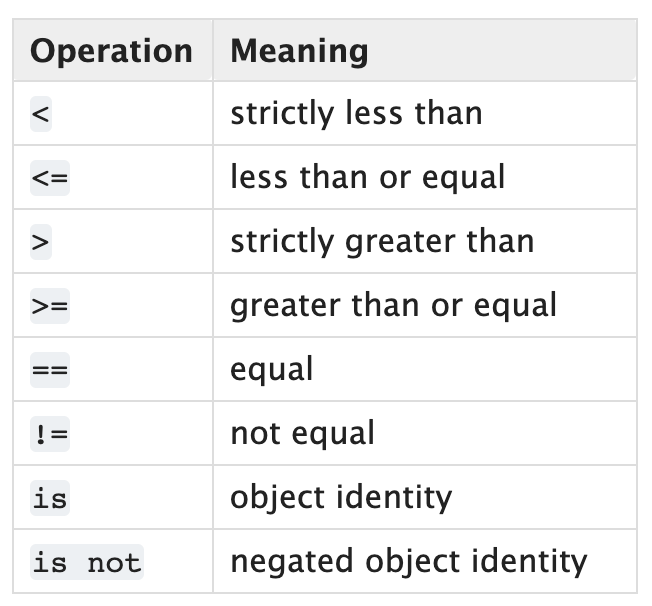 Operation Meaning
< strictly less than
<= less than or equal
> strictly greater than
>= greater than or equal
== equal
!= not equal
is object identity
is not negated object identity